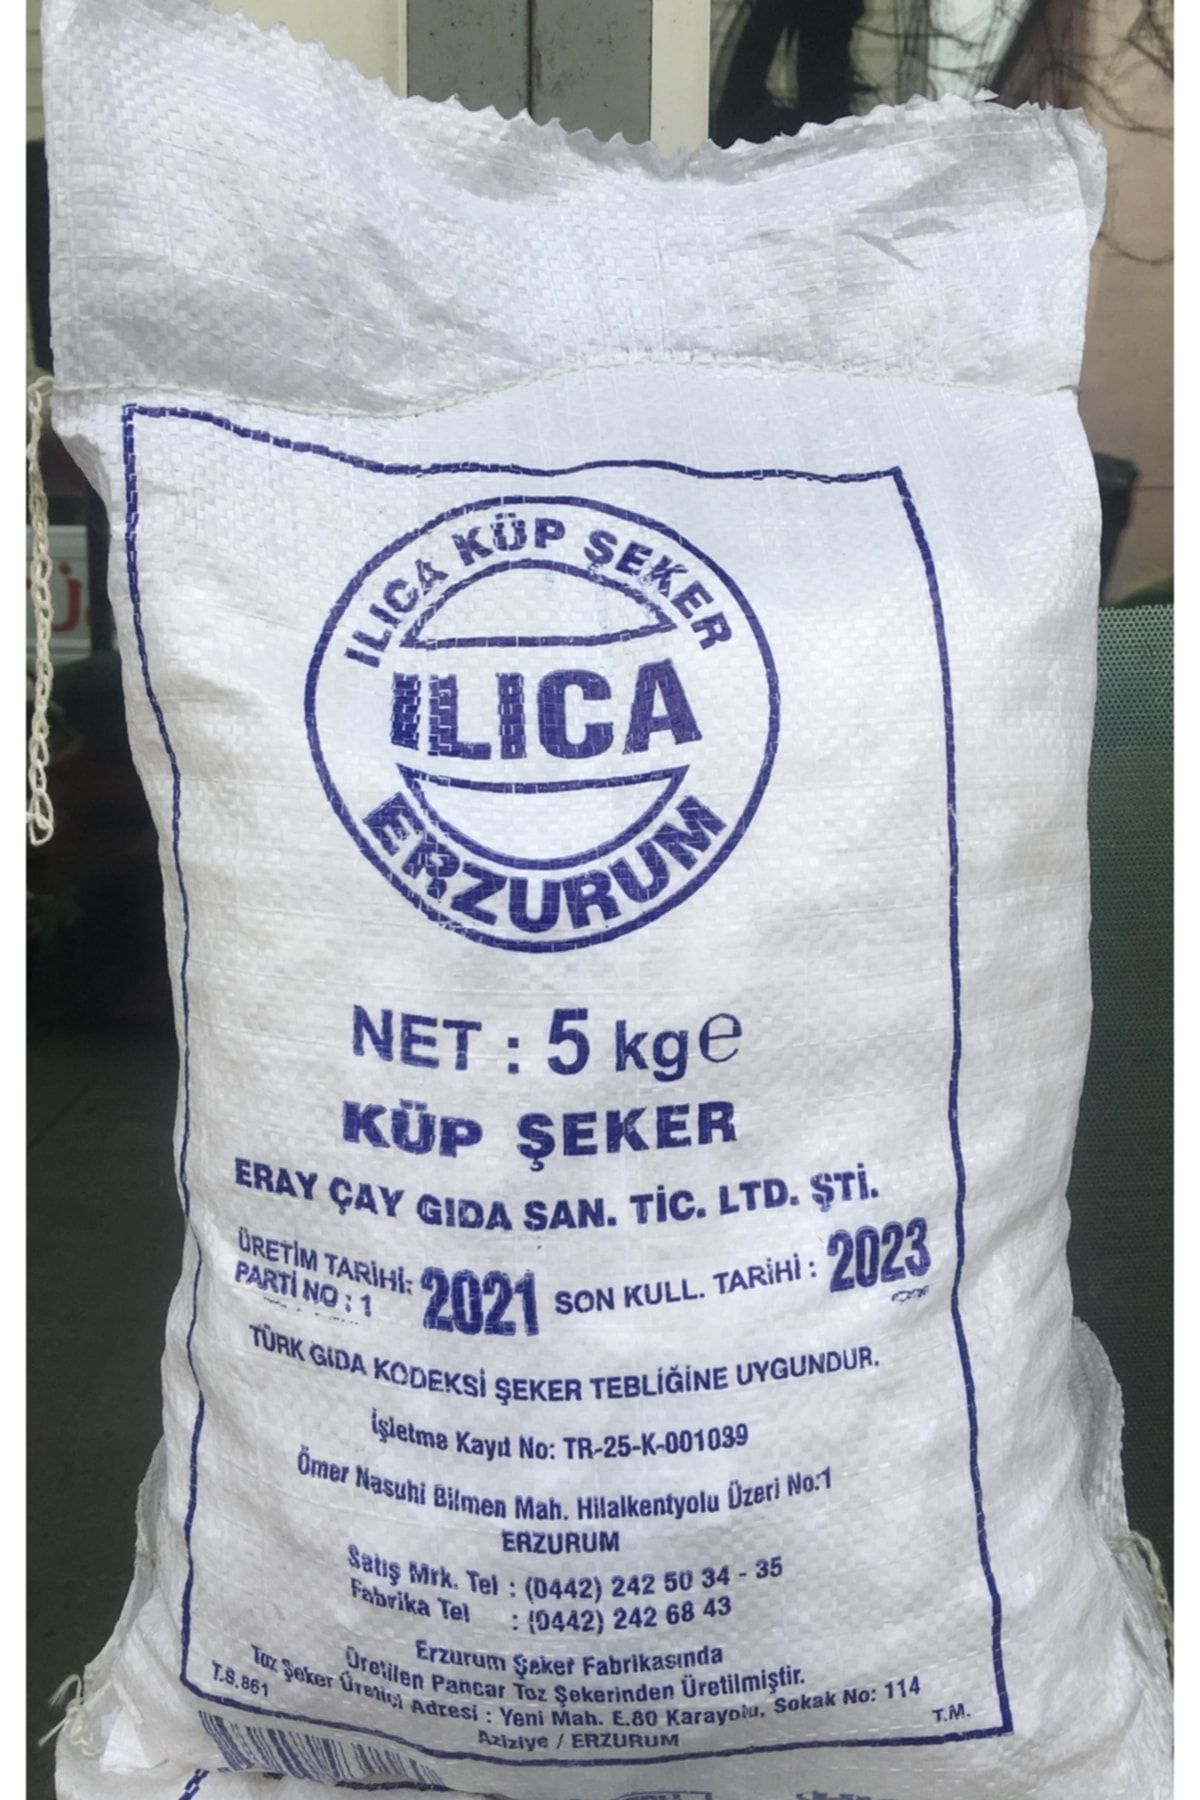 ILICA KÜP ŞEKER
ILICA
ERZURUM
NET : 5 kg e
KÜP ŞEKER
ERAY ÇAY GIDA SAN. TİC. LTD. ŞTİ.
ÜRETİM TARİHİ: 2021 SON KULL. TARİHİ : 2023
PARTİ NO : 1
TÜRK GIDA KODEKSİ ŞEKER TEBLİĞİNE UYGUNDUR.
İşletme Kayıt No: TR-25-K-001039
Ömer Nasuhi Bilmen Mah. Hilalkentyolu Üzeri No:1
ERZURUM
Satış Mrk. Tel : (0442) 242 50 34 - 35
Fabrika Tel : (0442) 242 68 43
Erzurum Şeker Fabrikasında
Üretilen Pancar Toz Şekerinden Üretilmiştir.
Toz Şeker Üretici Adresi : Yeni Mah. E.80 Karayolu, Sokak No: 114
T.S.861
Aziziye / ERZURUM
T.M.